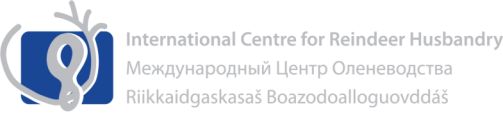 International Centre for Reindeer Husbandry
Международный Центр Оленеводства
Riikkaidgaskasaš Boazodoalloguovddáš